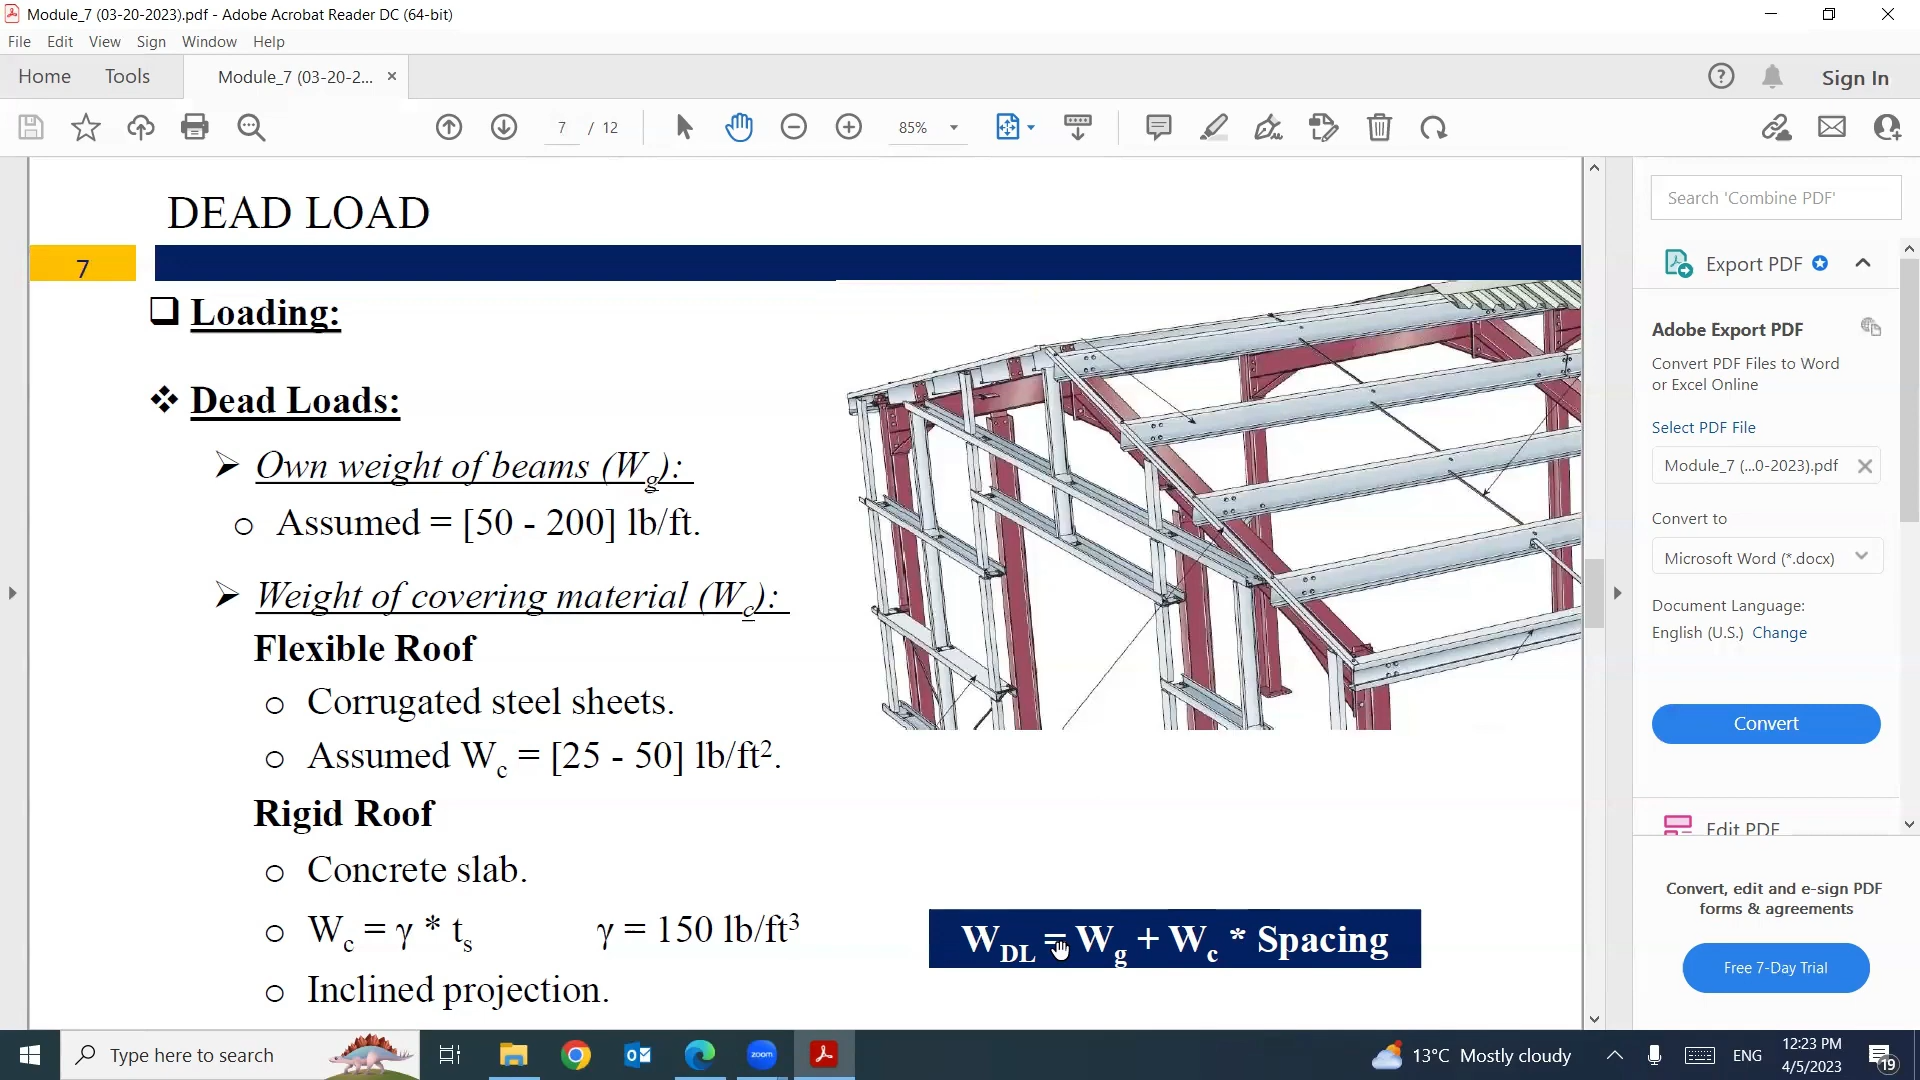 Module_7 (03-20-2023).pdf - Adobe Acrobat Reader DC (64-bit)
File Edit View Sign Window Help
Home Tools Module_7 (03-20-2... × Sign In
7 / 12 85%
DEAD LOAD
7
Loading:
Dead Loads:
Own weight of beams (Wg):
Assumed = [50 - 200] lb/ft.
Weight of covering material (Wc):
Flexible Roof
Corrugated steel sheets.
Assumed Wc = [25 - 50] lb/ft².
Rigid Roof
Concrete slab.
Wc = γ * ts γ = 150 lb/ft³
Inclined projection.
WDL = Wg + Wc * Spacing
Search 'Combine PDF'
Export PDF
Adobe Export PDF
Convert PDF Files to Word
or Excel Online
Select PDF File
Module_7 (...0-2023).pdf
Convert to
Microsoft Word (*.docx)
Document Language:
English (U.S.) Change
Convert
Edit PDF
Convert, edit and e-sign PDF
forms & agreements
Free 7-Day Trial
Type here to search
zoom
13°C Mostly cloudy
ENG
12:23 PM
4/5/2023
19